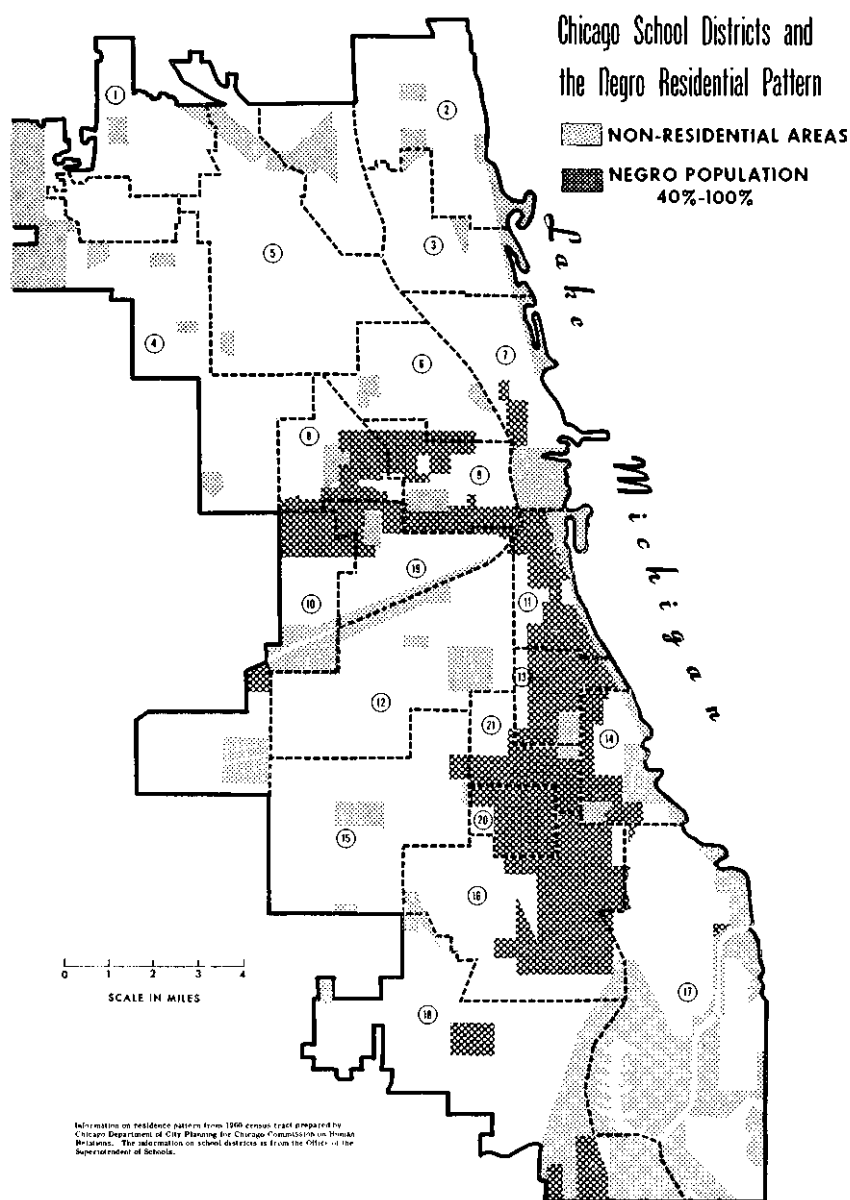 Chicago School Districts and
the Negro Residential Pattern
NON-RESIDENTIAL AREAS
NEGRO POPULATION
40%-100%
1
2
3
5
4
6
7
8
9
19
10
11
13
12
21
14
20
15
16
17
18
Lake
Michigan
0 1 2 3 4
SCALE IN MILES
Information on residence pattern from 1960 census tract prepared by
Chicago Department of City Planning for Chicago Commission on Human
Relations. The information on school districts is from the Office of the
Superintendent of Schools.